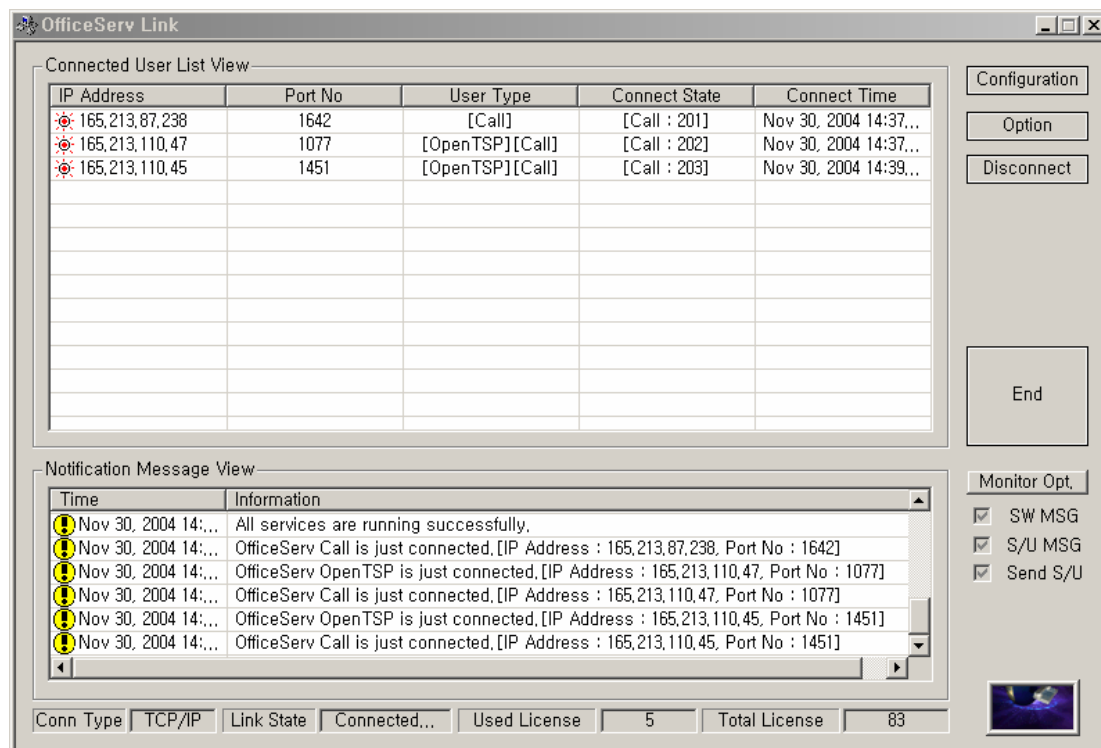 OfficeServ Link
Connected User List View
Configuration
IP Address Port No User Type Connect State Connect Time
165,213,87,238 1642 [Call] [Call : 201] Nov 30, 2004 14:37,,,
Option
165,213,110,47 1077 [OpenTSP][Call] [Call : 202] Nov 30, 2004 14:37,,,
165,213,110,45 1451 [OpenTSP][Call] [Call : 203] Nov 30, 2004 14:39,,,
Disconnect
End
Notification Message View
Monitor Opt,
Time Information
Nov 30, 2004 14:,,, All services are running successfully,
SW MSG
Nov 30, 2004 14:,,, OfficeServ Call is just connected,[IP Address : 165,213,87,238, Port No : 1642]
S/U MSG
Nov 30, 2004 14:,,, OfficeServ OpenTSP is just connected,[IP Address : 165,213,110,47, Port No : 1077]
Send S/U
Nov 30, 2004 14:,,, OfficeServ Call is just connected,[IP Address : 165,213,110,47, Port No : 1077]
Nov 30, 2004 14:,,, OfficeServ OpenTSP is just connected,[IP Address : 165,213,110,45, Port No : 1451]
Nov 30, 2004 14:,,, OfficeServ Call is just connected,[IP Address : 165,213,110,45, Port No : 1451]
Conn Type TCP/IP Link State Connected,,, Used License 5 Total License 83